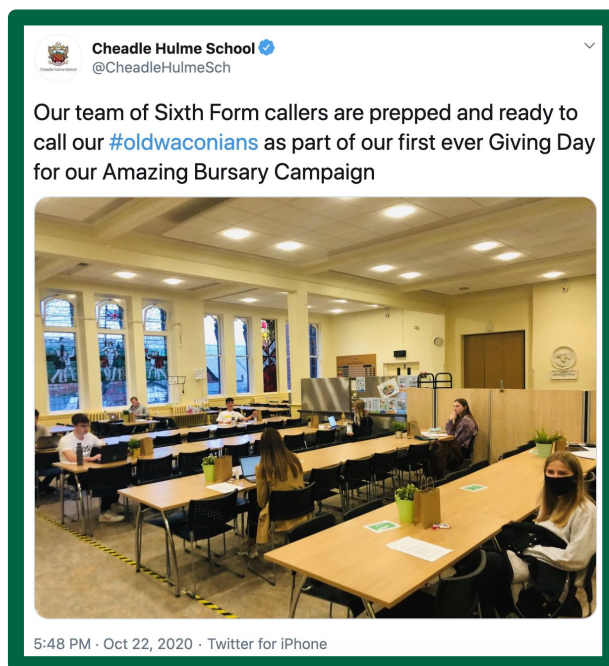 Cheadle Hulme School
@CheadleHulmeSch
Our team of Sixth Form callers are prepped and ready to
call our #oldwaconians as part of our first ever Giving Day
for our Amazing Bursary Campaign
5:48 PM · Oct 22, 2020 · Twitter for iPhone